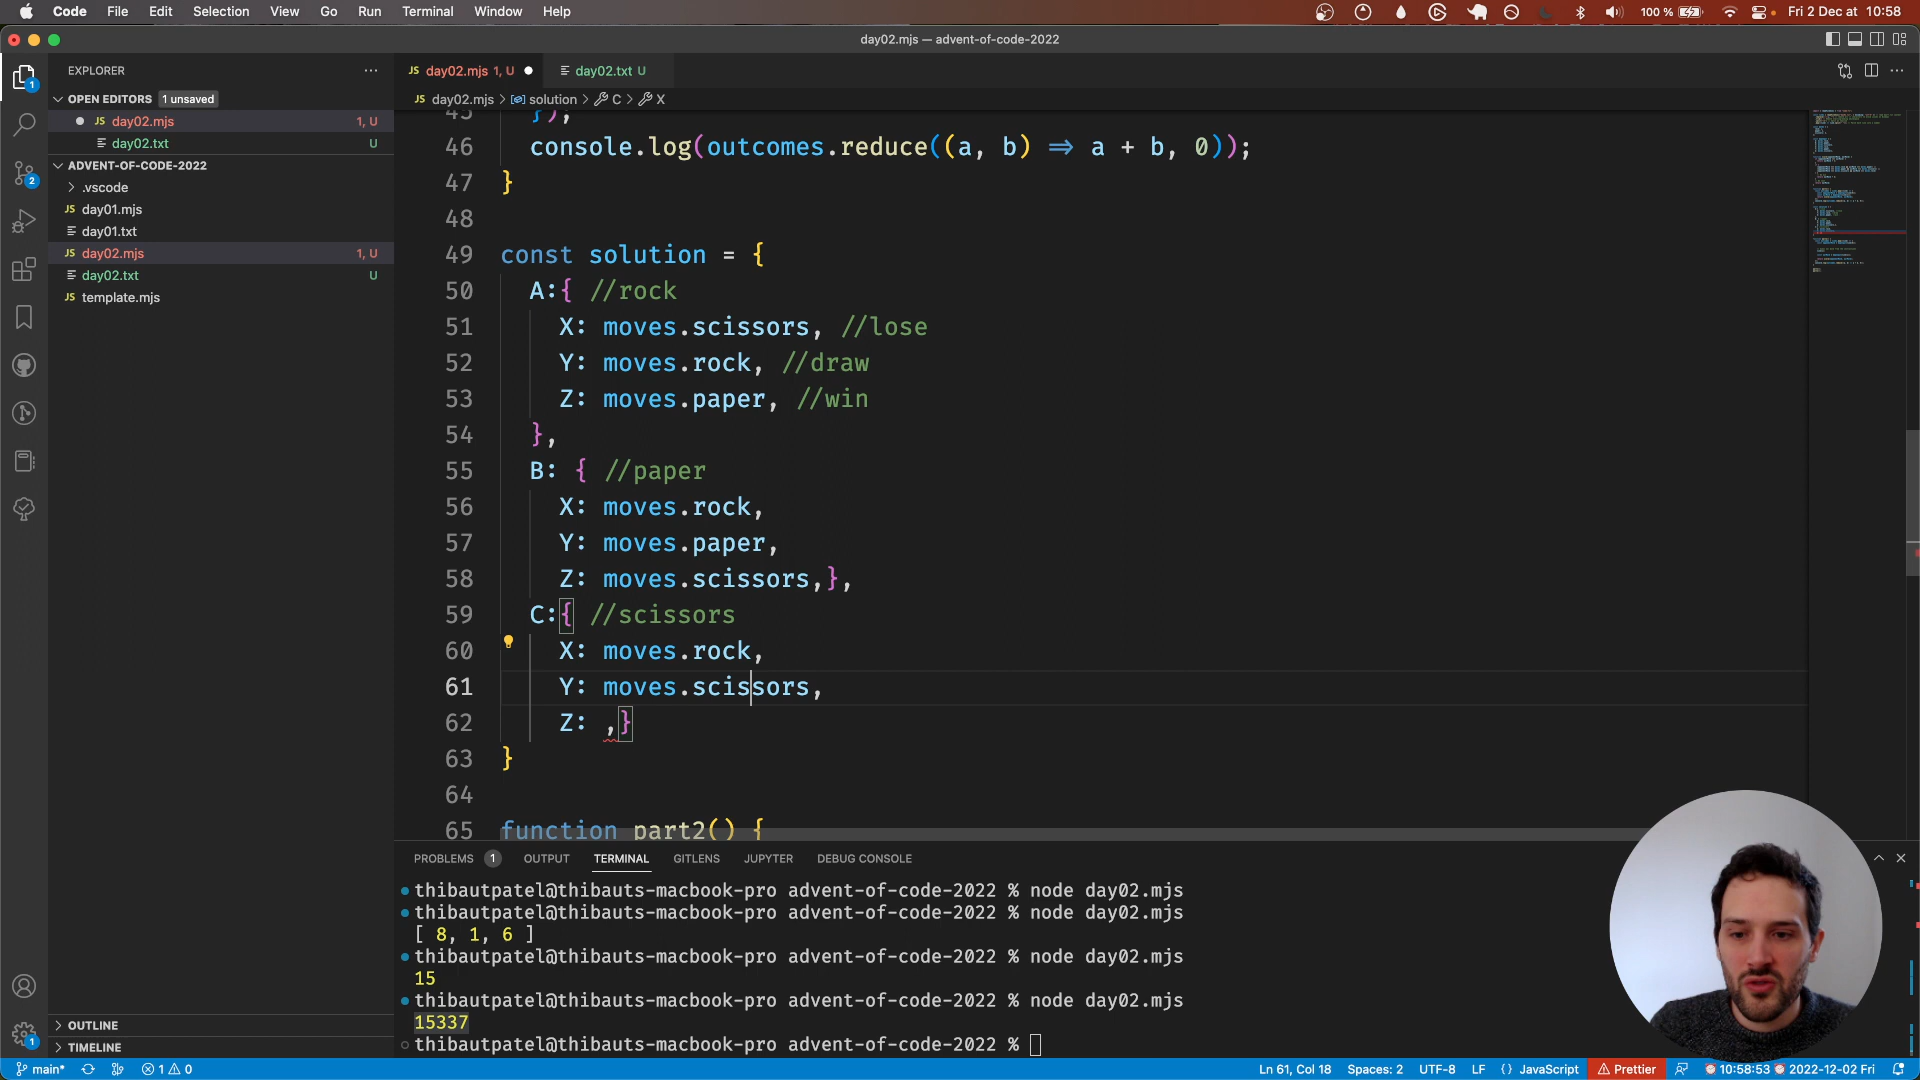 Code File Edit Selection View Go Run Terminal Window Help 100 % Fri 2 Dec at 10:58
day02.mjs — advent-of-code-2022
EXPLORER
OPEN EDITORS 1 unsaved
JS day02.mjs 1, U
day02.txt U
ADVENT-OF-CODE-2022
.vscode
JS day01.mjs
day01.txt
JS day02.mjs 1, U
day02.txt U
JS template.mjs
OUTLINE
TIMELINE
JS day02.mjs 1, U day02.txt U
JS day02.mjs > solution > C > X
45 });
46 console.log(outcomes.reduce((a, b) => a + b, 0));
47 }
48
49 const solution = {
50 A:{ //rock
51 X: moves.scissors, //lose
52 Y: moves.rock, //draw
53 Z: moves.paper, //win
54 },
55 B: { //paper
56 X: moves.rock,
57 Y: moves.paper,
58 Z: moves.scissors,},
59 C:{ //scissors
60 X: moves.rock,
61 Y: moves.scissors,
62 Z: ,}
63 }
64
65 function part2() {
PROBLEMS 1 OUTPUT TERMINAL GITLENS JUPYTER DEBUG CONSOLE
thibautpatel@thibauts-macbook-pro advent-of-code-2022 % node day02.mjs
thibautpatel@thibauts-macbook-pro advent-of-code-2022 % node day02.mjs
[ 8, 1, 6 ]
thibautpatel@thibauts-macbook-pro advent-of-code-2022 % node day02.mjs
15
thibautpatel@thibauts-macbook-pro advent-of-code-2022 % node day02.mjs
15337
thibautpatel@thibauts-macbook-pro advent-of-code-2022 %
main* 1 0 Ln 61, Col 18 Spaces: 2 UTF-8 LF {} JavaScript Prettier 10:58:53 2022-12-02 Fri